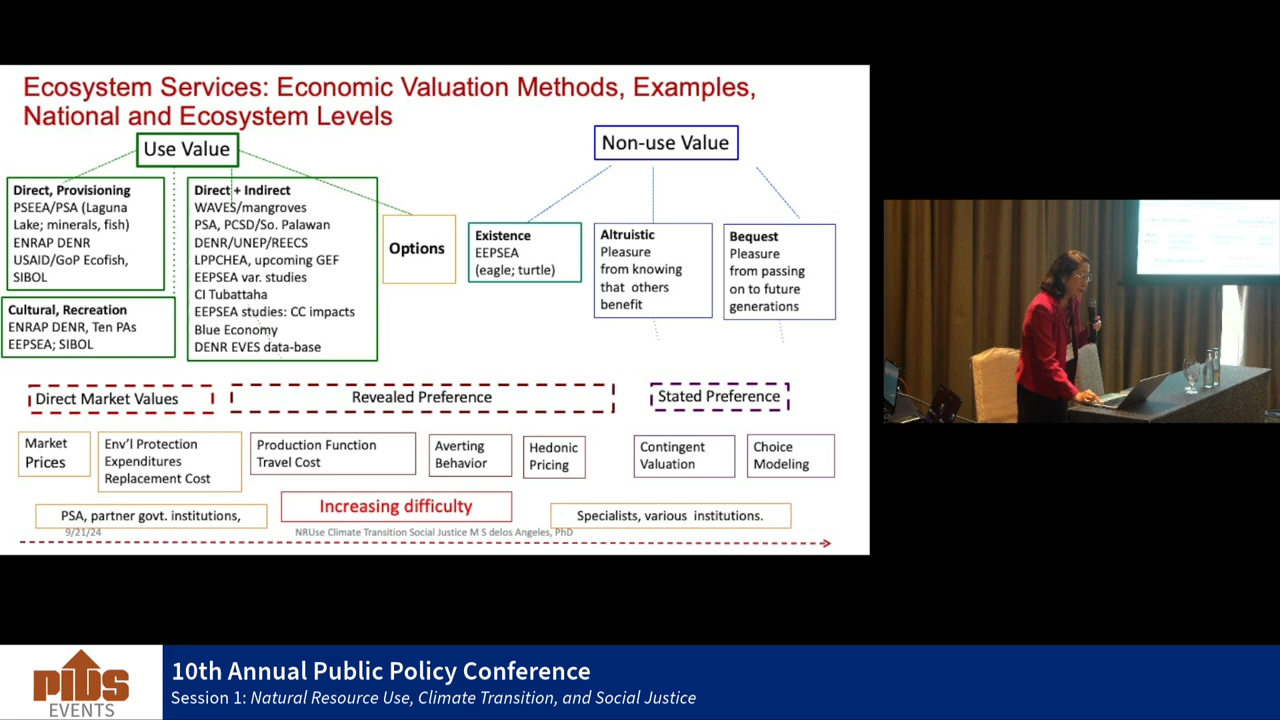 Ecosystem Services: Economic Valuation Methods, Examples,
National and Ecosystem Levels
Use Value
Non-use Value
Direct, Provisioning
PSEEA/PSA (Laguna
Lake; minerals, fish)
ENRAP DENR
USAID/GoP Ecofish,
SIBOL
Cultural, Recreation
ENRAP DENR, Ten PAs
EEPSEA; SIBOL
Direct + Indirect
WAVES/mangroves
PSA, PCSD/So. Palawan
DENR/UNEP/REECS
LPPCHEA, upcoming GEF
EEPSEA var. studies
CI Tubattaha
EEPSEA studies: CC impacts
Blue Economy
DENR EVES data-base
Options
Existence
EEPSEA
(eagle; turtle)
Altruistic
Pleasure
from knowing
that others
benefit
Bequest
Pleasure
from passing
on to future
generations
Direct Market Values
Revealed Preference
Stated Preference
Market
Prices
Env'l Protection
Expenditures
Replacement Cost
Production Function
Travel Cost
Averting
Behavior
Hedonic
Pricing
Contingent
Valuation
Choice
Modeling
PSA, partner govt. institutions,
Increasing difficulty
Specialists, various institutions.
9/21/24
NRUse Climate Transition Social Justice M S delos Angeles, PhD
PIDS
EVENTS
10th Annual Public Policy Conference
Session 1: Natural Resource Use, Climate Transition, and Social Justice